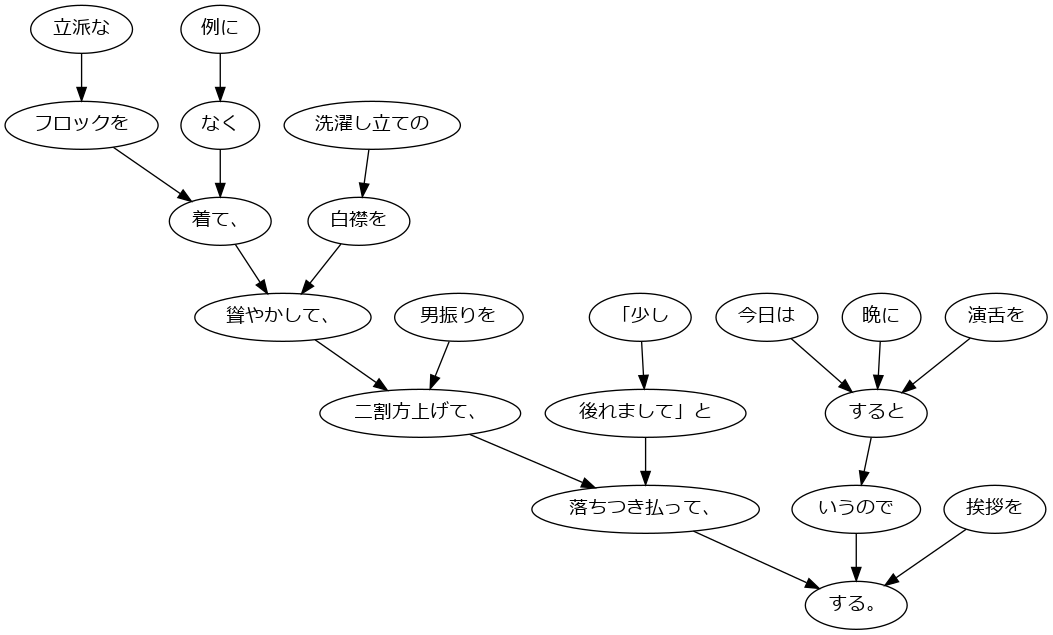 立派な
例に
フロックを
なく
洗濯し立ての
着て、
白襟を
聳やかして、
男振りを
「少し
今日は
晩に
演舌を
二割方上げて、
後れまして」と
すると
落ちつき払って、
いうので
挨拶を
する。